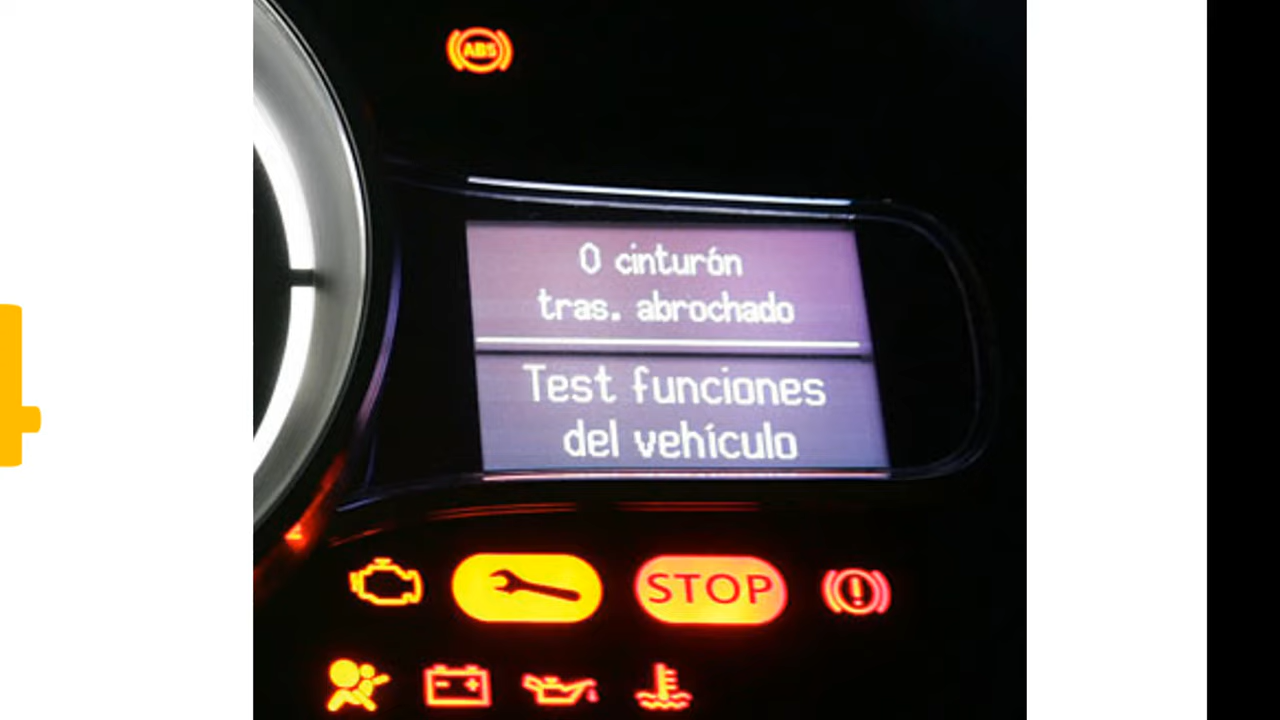 ABS
0 cinturón
tras. abrochado
Test funciones
del vehículo
STOP